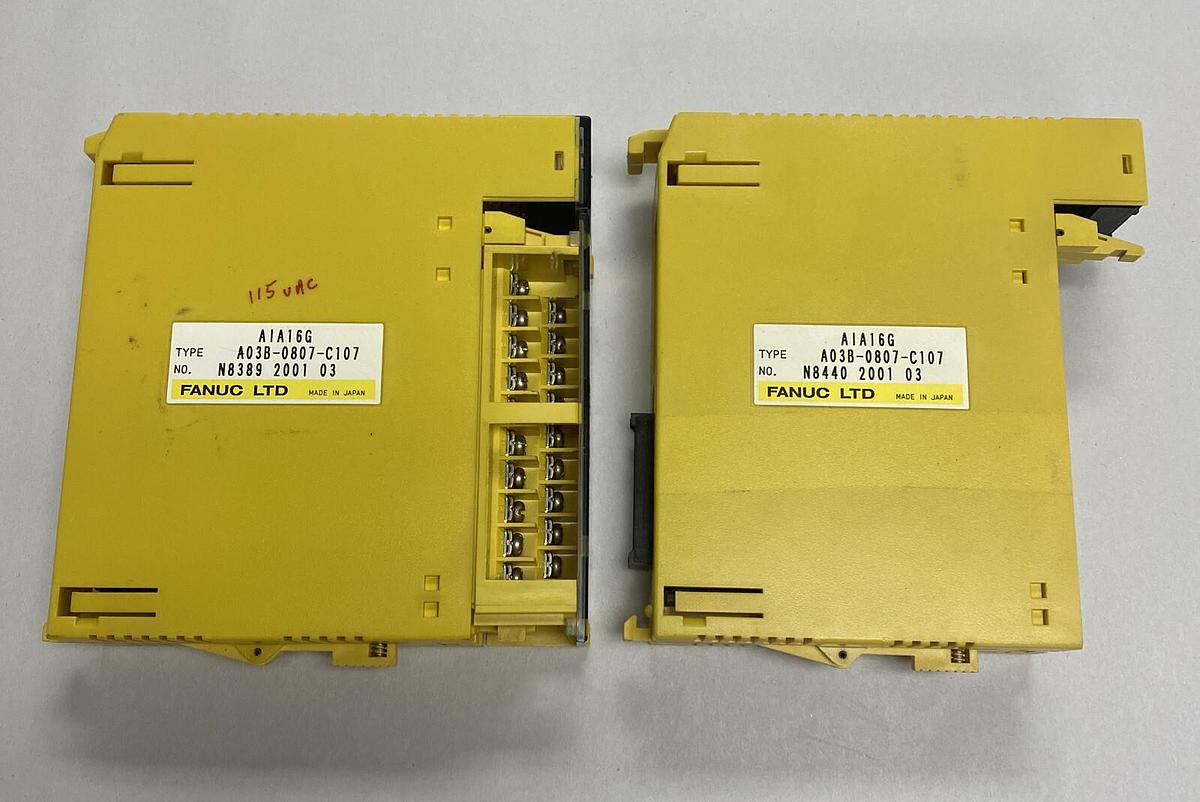 115 VAC
AIA16G
TYPE A03B-0807-C107
NO. N8389 2001 03
FANUC LTD MADE IN JAPAN
AIA16G
TYPE A03B-0807-C107
NO. N8440 2001 03
FANUC LTD MADE IN JAPAN